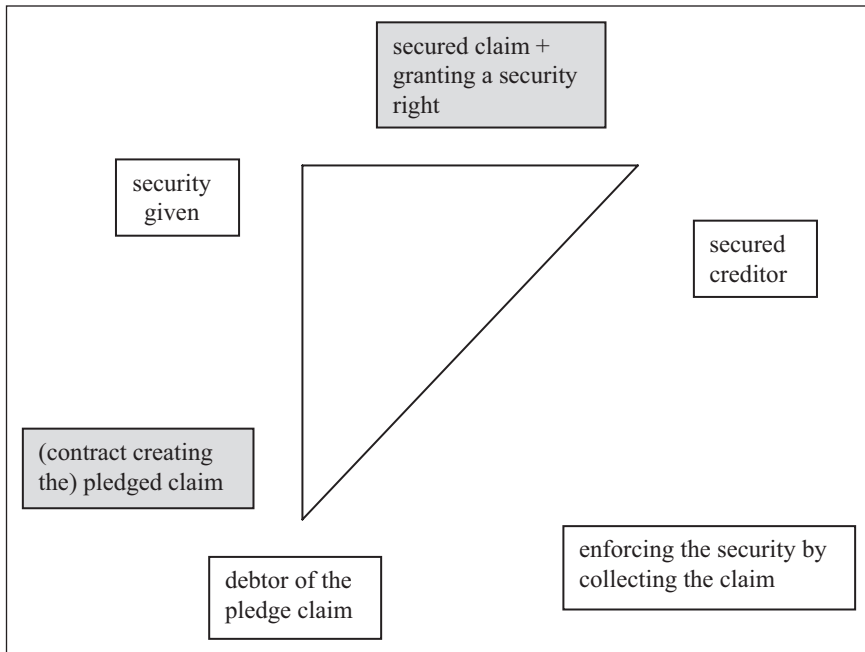 secured claim +
granting a security
right
security
given
secured
creditor
(contract creating
the) pledged claim
debtor of the
pledge claim
enforcing the security by
collecting the claim